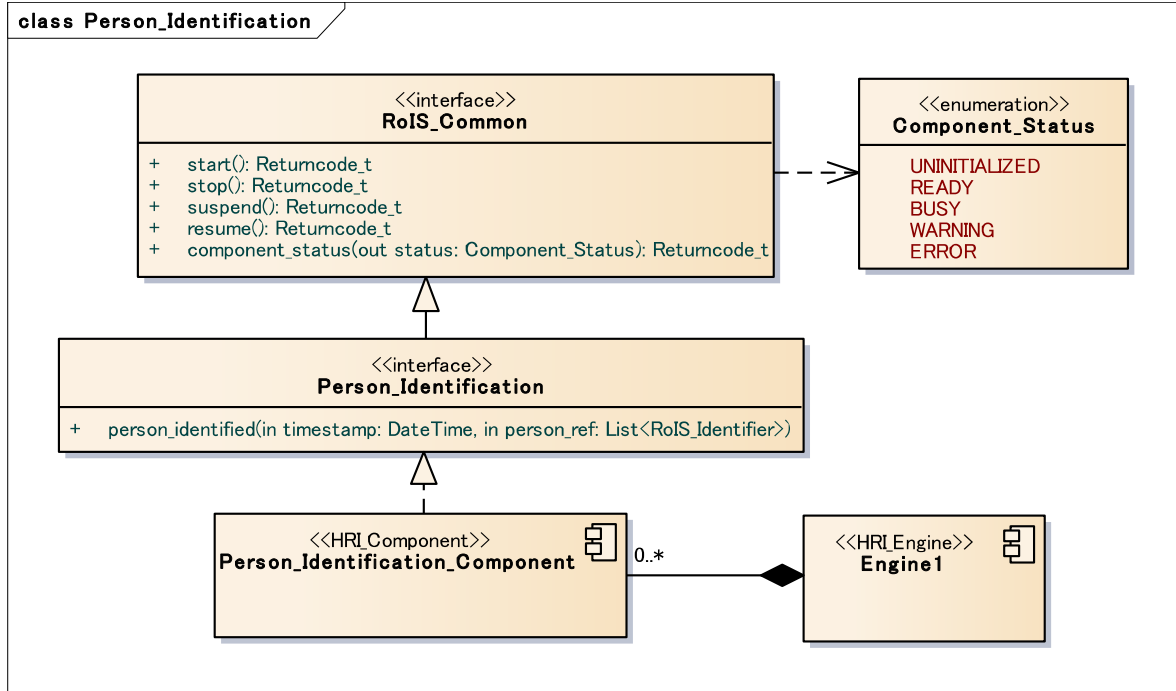 class Person_Identification
<<interface>>
RoIS_Common
+ start(): Returncode_t
+ stop(): Returncode_t
+ suspend(): Returncode_t
+ resume(): Returncode_t
+ component_status(out status: Component_Status): Returncode_t
<<enumeration>>
Component_Status
UNINITIALIZED
READY
BUSY
WARNING
ERROR
<<interface>>
Person_Identification
+ person_identified(in timestamp: DateTime, in person_ref: List<RoIS_Identifier>)
<<HRI_Component>>
Person_Identification_Component
0..*
<<HRI_Engine>>
Engine1